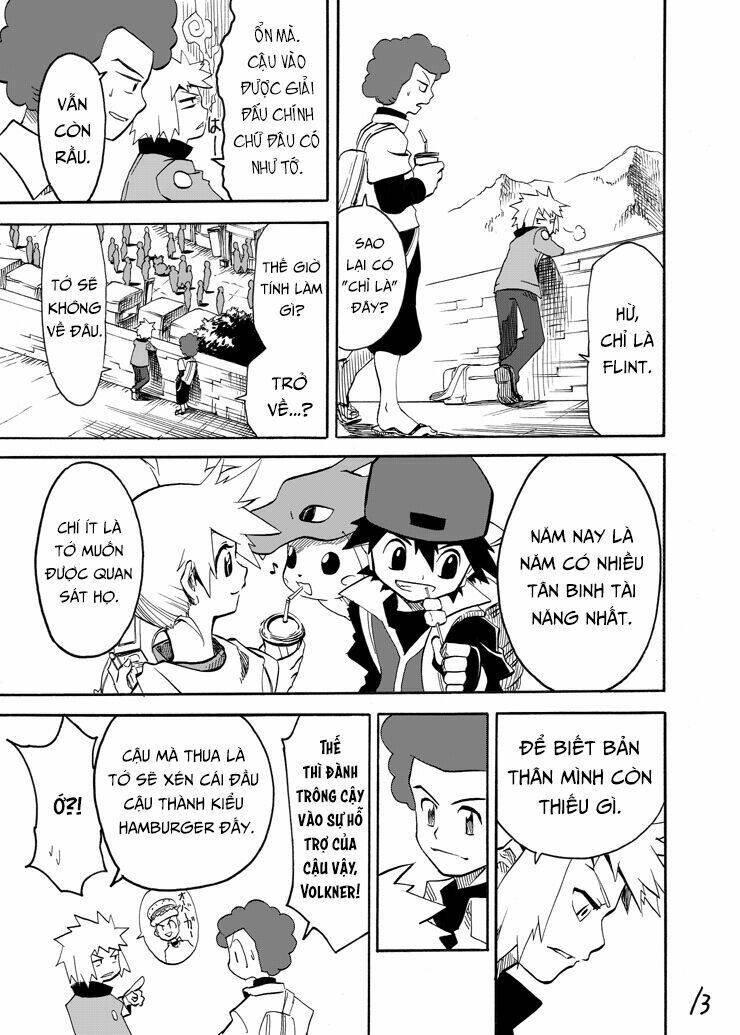 HỪ,
CHỈ LÀ
FLINT.
SAO
LẠI CÓ
"CHỈ LÀ"
ĐÂY?
ỔN MÀ.
CẬU VÀO
ĐƯỢC GIẢI
ĐẤU CHÍNH
CHỨ ĐÂU CÓ
NHƯ TỚ.
はー
VẪN
CÒN
RẦU.
THẾ GIỜ
TÍNH LÀM
GÌ?
TRỞ
VỀ...?
TỚ SẼ
KHÔNG
VỀ ĐÂU.
NĂM NAY LÀ
NĂM CÓ NHIỀU
TÂN BINH TÀI
NĂNG NHẤT.
CHÍ ÍT LÀ
TỚ MUỐN
ĐƯỢC QUAN
SÁT HỌ.
ĐỂ BIẾT BẢN
THÂN MÌNH CÒN
THIẾU GÌ.
THẾ
THÌ ĐÀNH
TRÔNG CẬY
VÀO SỰ HỖ
TRỢ CỦA
CẬU VẬY,
VOLKNER!
CẬU MÀ THUA LÀ
TỚ SẼ XÉN CÁI ĐẦU
CẬU THÀNH KIỂU
HAMBURGER ĐẤY.
Ớ?!
13